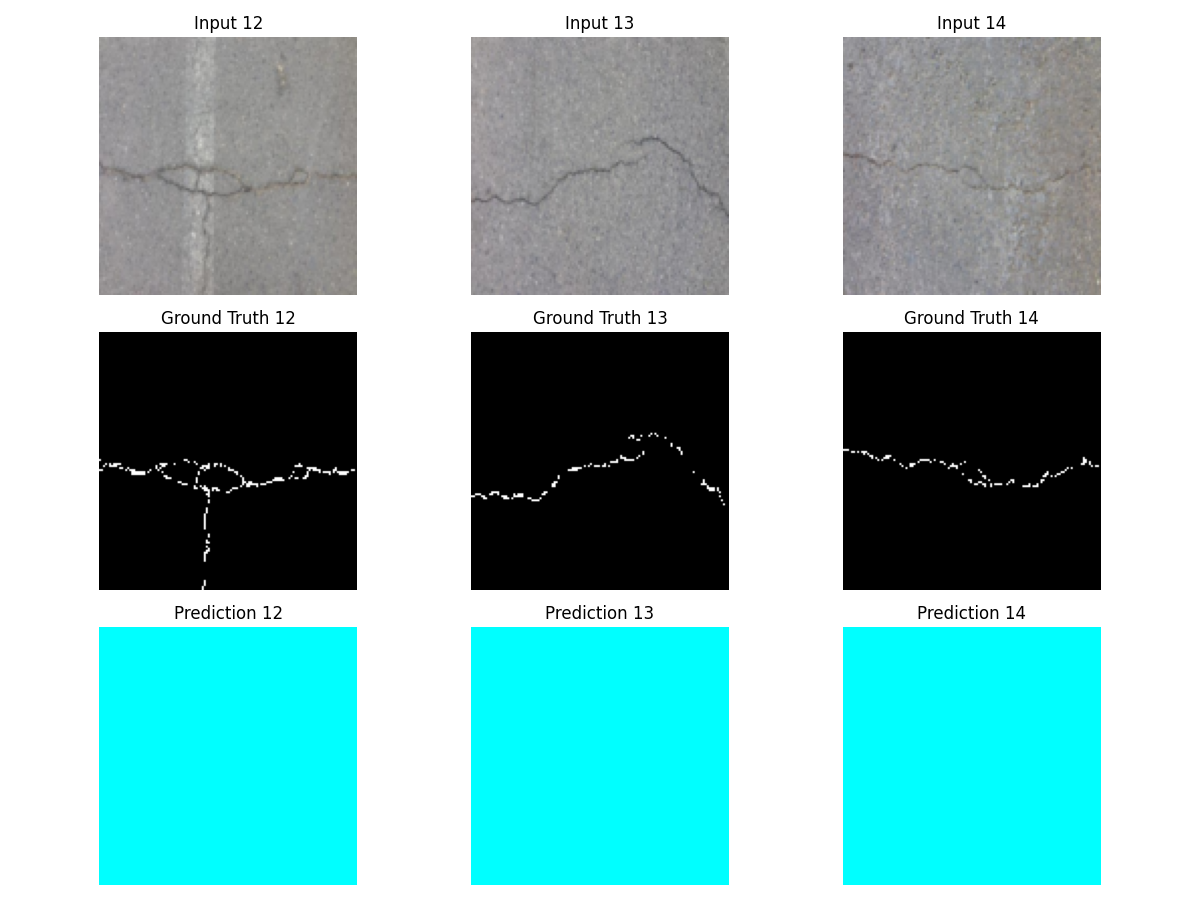 Input 12
Input 13
Input 14
Ground Truth 12
Ground Truth 13
Ground Truth 14
Prediction 12
Prediction 13
Prediction 14